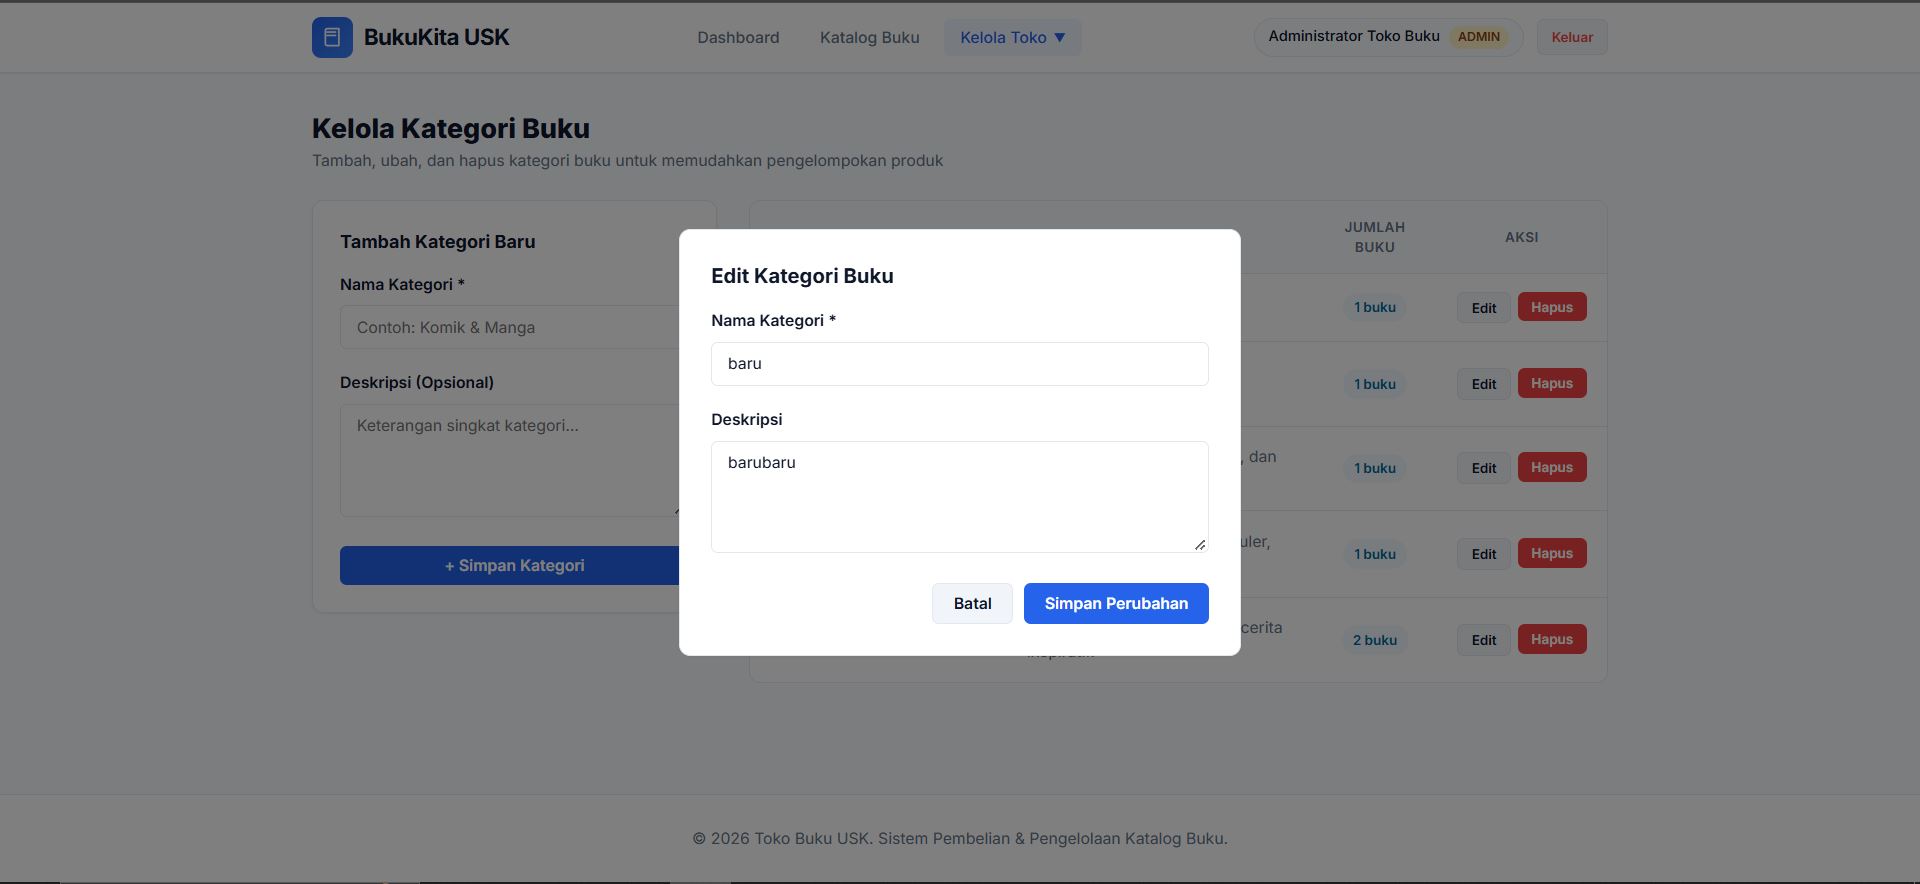 BukuKita USK
Dashboard
Katalog Buku
Kelola Toko ▼
Administrator Toko Buku ADMIN
Keluar
Kelola Kategori Buku
Tambah, ubah, dan hapus kategori buku untuk memudahkan pengelompokan produk
Tambah Kategori Baru
Nama Kategori *
Contoh: Komik & Manga
Deskripsi (Opsional)
Keterangan singkat kategori...
+ Simpan Kategori
Edit Kategori Buku
Nama Kategori *
baru
Deskripsi
barubaru
Batal
Simpan Perubahan
JUMLAH
BUKU
AKSI
1 buku Edit Hapus
1 buku Edit Hapus
, dan
1 buku Edit Hapus
1 buku Edit Hapus
cerita
2 buku Edit Hapus
© 2026 Toko Buku USK. Sistem Pembelian & Pengelolaan Katalog Buku.